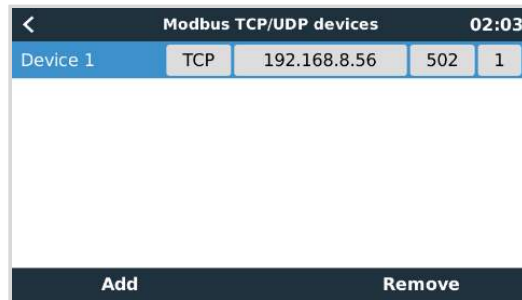 Modbus TCP/UDP devices 02:03
Device 1 TCP 192.168.8.56 502 1
Add Remove